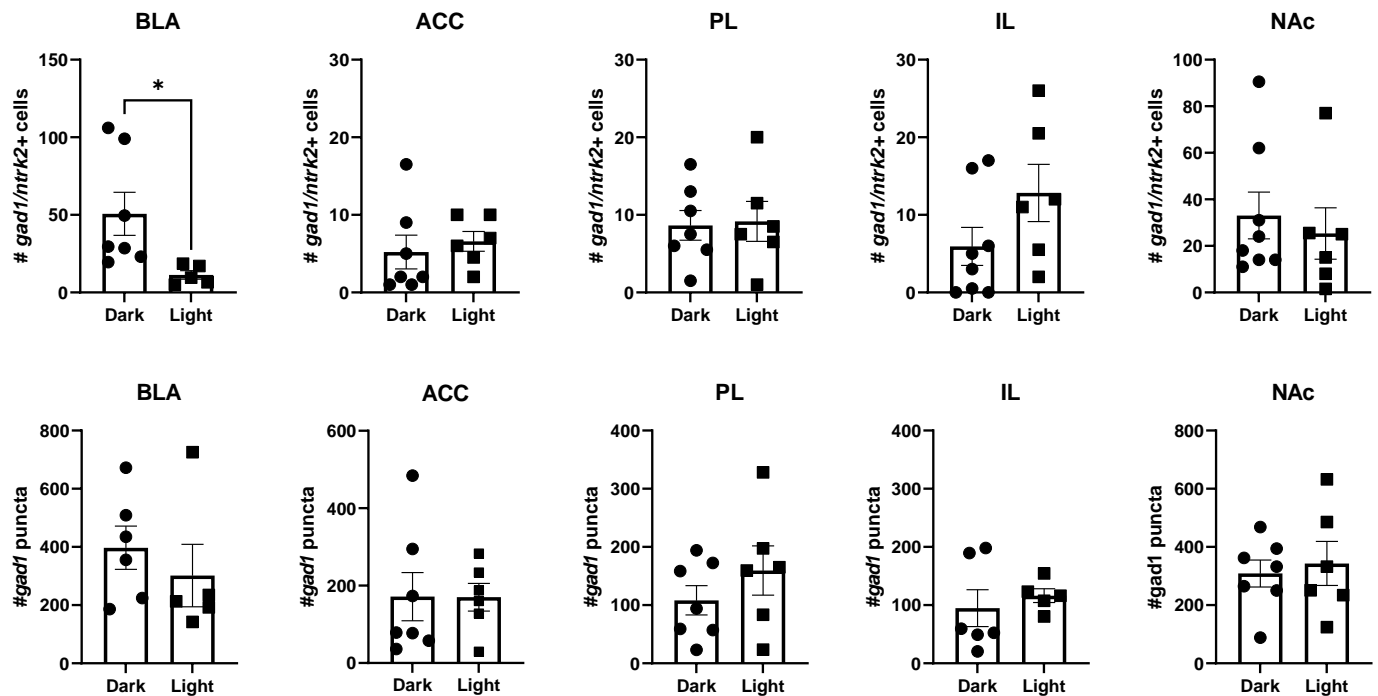 BLA ACC PL IL NAc
# gad1/ntrk2+ cells # gad1/ntrk2+ cells # gad1/ntrk2+ cells # gad1/ntrk2+ cells # gad1/ntrk2+ cells
150 30 30 30 100
*
80
100 20 20 20
60
40
50 10 10 10
20
0 0 0 0 0
Dark Light Dark Light Dark Light Dark Light Dark Light
BLA ACC PL IL NAc
#gad1 puncta #gad1 puncta #gad1 puncta #gad1 puncta #gad1 puncta
800 600 400 400 800
600 300 300 600
400
400 200 200 400
200
200 100 100 200
0 0 0 0 0
Dark Light Dark Light Dark Light Dark Light Dark Light